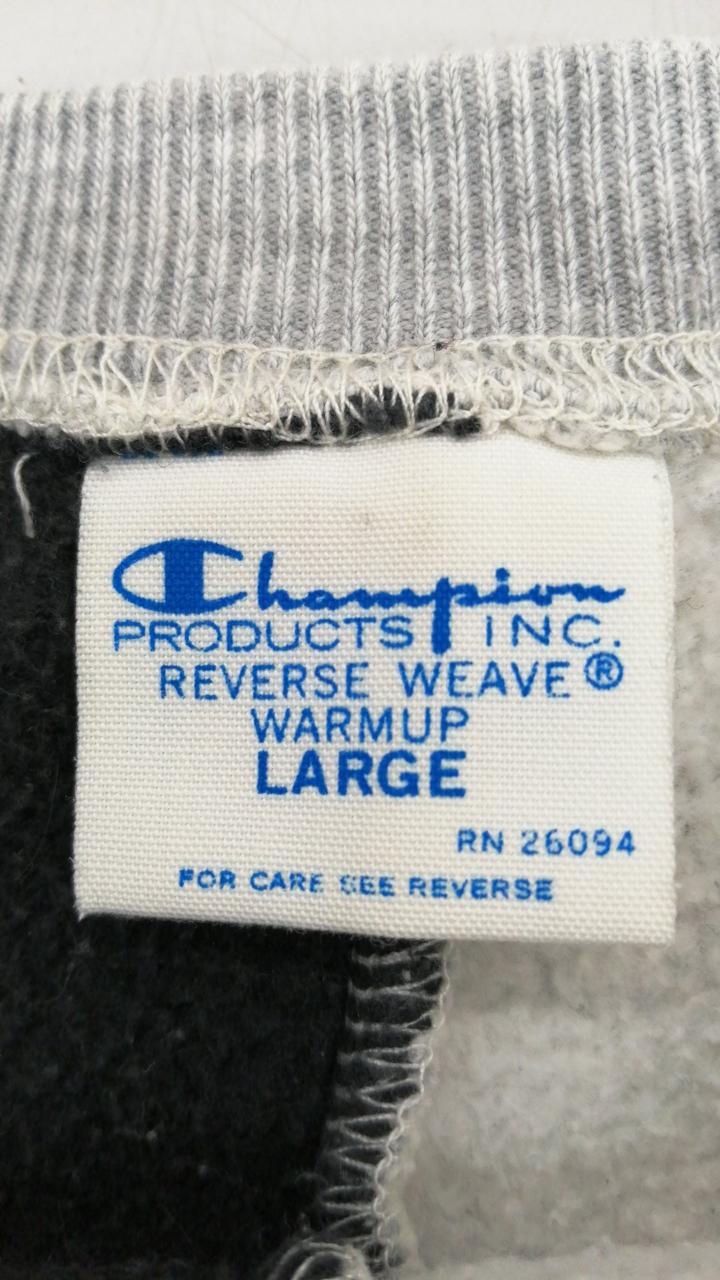 Champion
PRODUCTS INC.
REVERSE WEAVE®
WARMUP
LARGE
RN 26094
FOR CARE SEE REVERSE